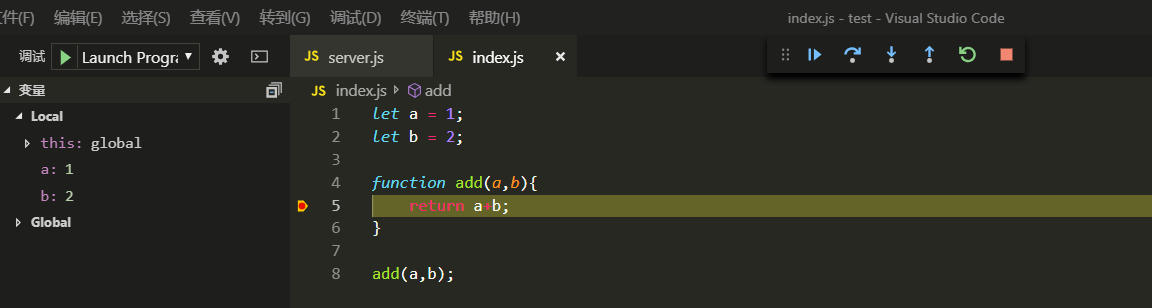 件(F) 编辑(E) 选择(S) 查看(V) 转到(G) 调试(D) 终端(T) 帮助(H) index.js - test - Visual Studio Code
调试 Launch Progra
JS server.js JS index.js
变量
JS index.js add
Local
this: global
a: 1
b: 2
Global
1 let a = 1;
2 let b = 2;
3
4 function add(a,b){
5 return a+b;
6 }
7
8 add(a,b);